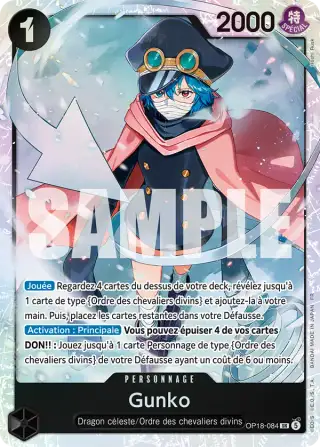 1
2000
特
SPECIAL
SAMPLE
Jouée Regardez 4 cartes du dessus de votre deck, révélez jusqu'à
1 carte de type {Ordre des chevaliers divins} et ajoutez-la à votre
main. Puis, placez les cartes restantes dans votre Défausse.
Activation : Principale Vous pouvez épuiser 4 de vos cartes
DON!! : Jouez jusqu'à 1 carte Personnage de type {Ordre des
chevaliers divins} de votre Défausse ayant un coût de 6 ou moins.
PERSONNAGE
Gunko
Dragon céleste/Ordre des chevaliers divins
OP18-084 SR 5